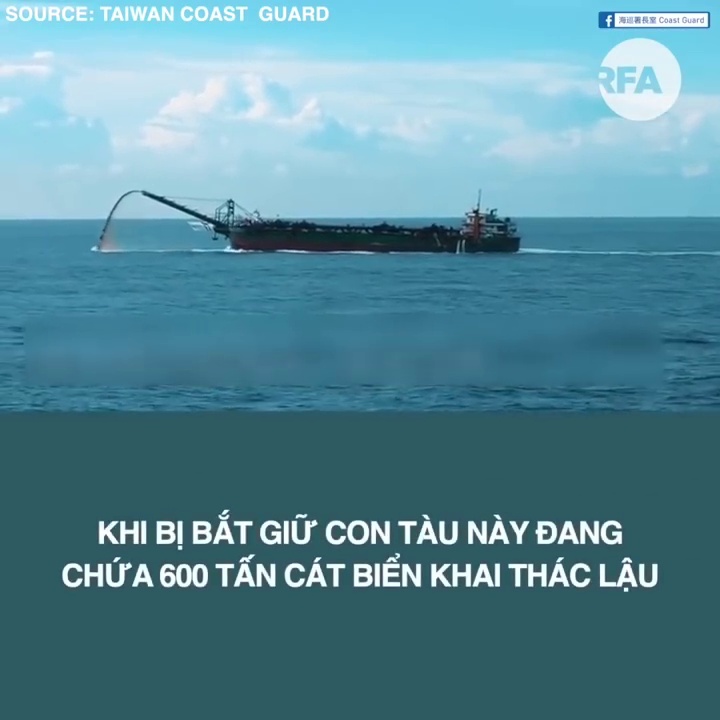 SOURCE: TAIWAN COAST GUARD
海巡署長室 Coast Guard
RFA
KHI BỊ BẮT GIỮ CON TÀU NÀY ĐANG
CHỨA 600 TẤN CÁT BIỂN KHAI THÁC LẬU